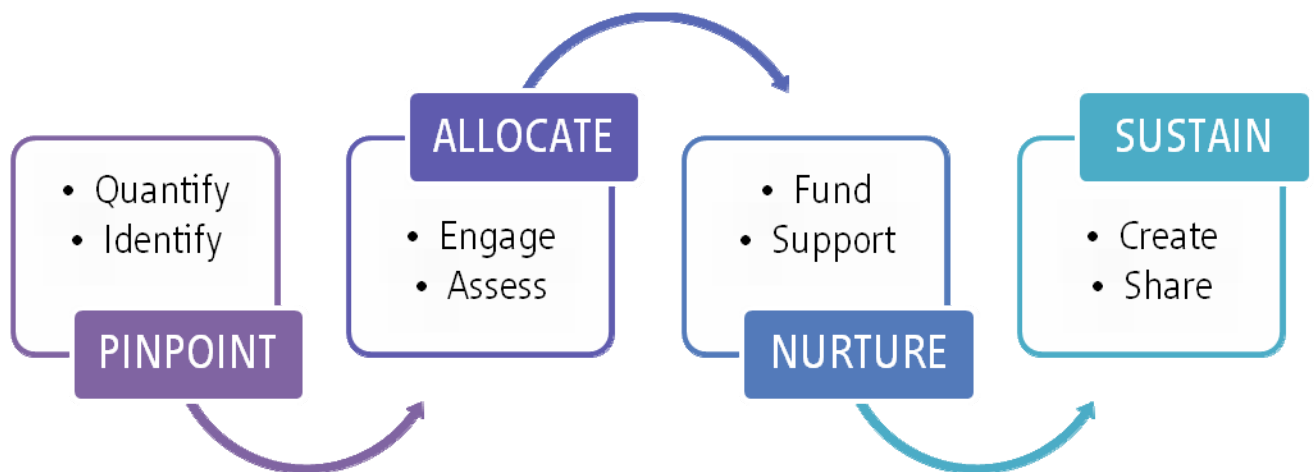 • Quantify
• Identify
PINPOINT
ALLOCATE
• Engage
• Assess
• Fund
• Support
NURTURE
SUSTAIN
• Create
• Share